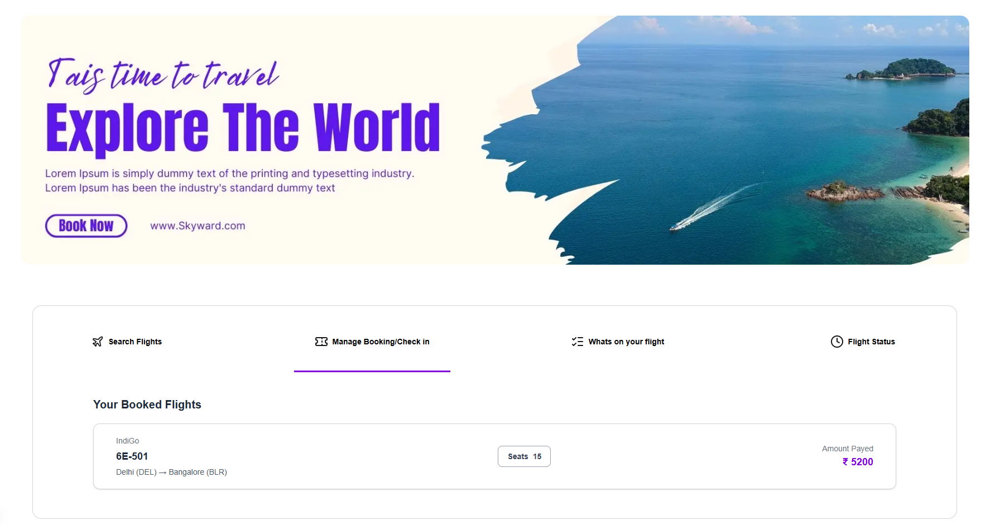 Tais time to travel
Explore The World
Lorem Ipsum is simply dummy text of the printing and typesetting industry.
Lorem Ipsum has been the industry's standard dummy text
Book Now www.Skyward.com
Search Flights Manage Booking/Check in Whats on your flight Flight Status
Your Booked Flights
IndiGo
6E-501
Delhi (DEL) → Bangalore (BLR)
Seats 15
Amount Payed
₹ 5200